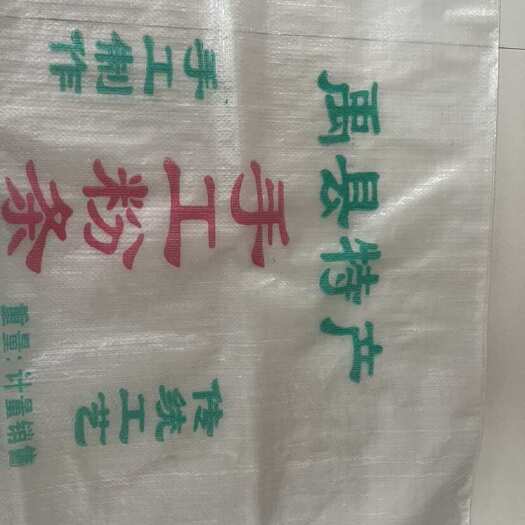 禹县特产
手工制作
手工粉条
传统工艺
重量:计量销售